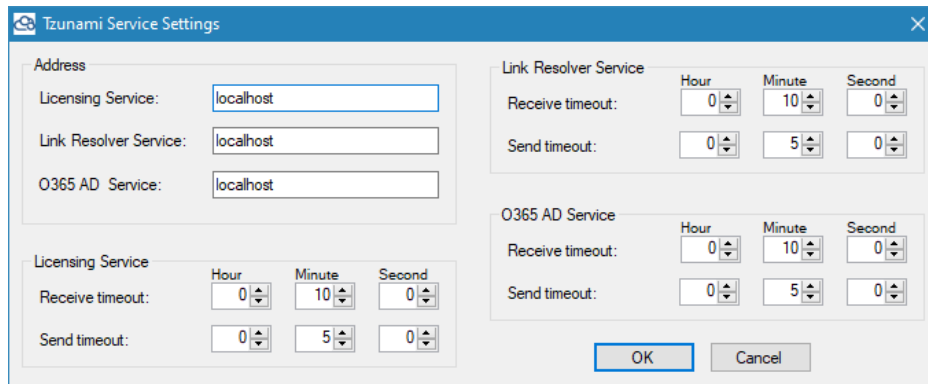 Tzunami Service Settings
Address
Licensing Service: localhost
Link Resolver Service: localhost
O365 AD Service: localhost
Licensing Service
Hour Minute Second
Receive timeout: 0 10 0
Send timeout: 0 5 0
Link Resolver Service
Hour Minute Second
Receive timeout: 0 10 0
Send timeout: 0 5 0
O365 AD Service
Hour Minute Second
Receive timeout: 0 10 0
Send timeout: 0 5 0
OK Cancel